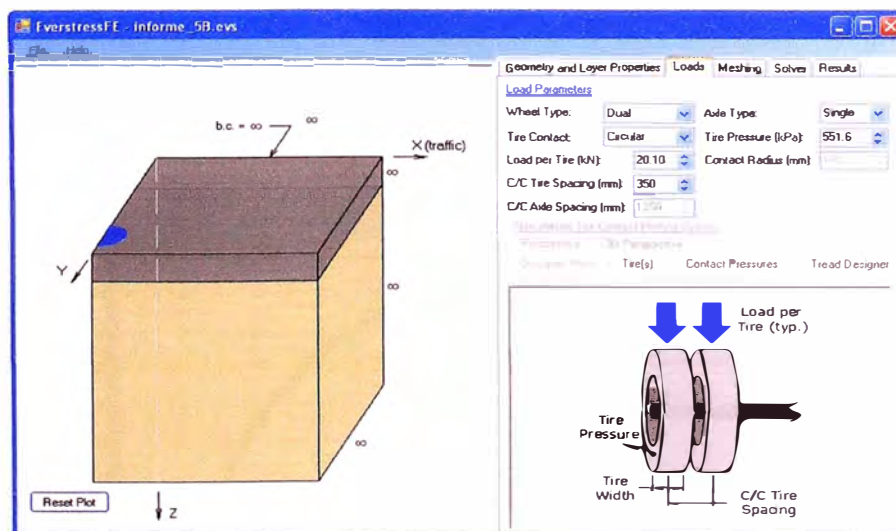 EverstressFE - informe_5B.evs
File Help
Geometry and Layer Properties Loads Meshing Solver Results
Load Parameters
Wheel Type: Dual Axle Type: Single
Tire Contact: Circular Tire Pressure (kPa): 551.6
Load per Tire (kN): 20.10 Contact Radius (mm):
C/C Tire Spacing (mm): 350
C/C Axle Spacing (mm):
Tire(s) Contact Pressures Tread Designer
b.c. = ∞ ∞
X (traffic)
∞
Y
∞
∞
∞
Z
Reset Plot
Load per
Tire (typ.)
Tire
Pressure
Tire
Width
C/C Tire
Spacing